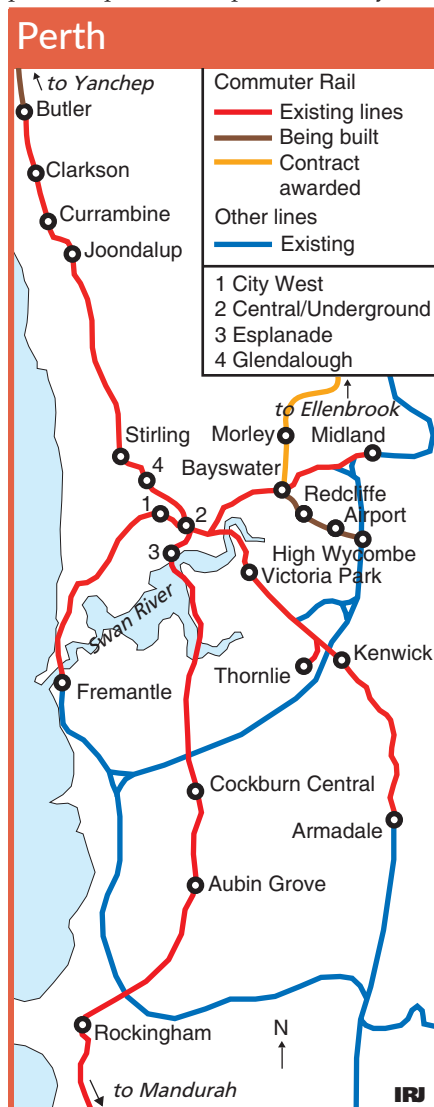 Perth
to Yanchep
Butler
Clarkson
Currambine
Joondalup
Commuter Rail
Existing lines
Being built
Contract
awarded
Other lines
Existing
1 City West
2 Central/Underground
3 Esplanade
4 Glendalough
to Ellenbrook
Morley
Midland
Stirling
4
Bayswater
Redcliffe
1
2
Airport
3
High Wycombe
Victoria Park
Swan River
Kenwick
Thornlie
Fremantle
Cockburn Central
Armadale
Aubin Grove
Rockingham
N
to Mandurah
IRJ